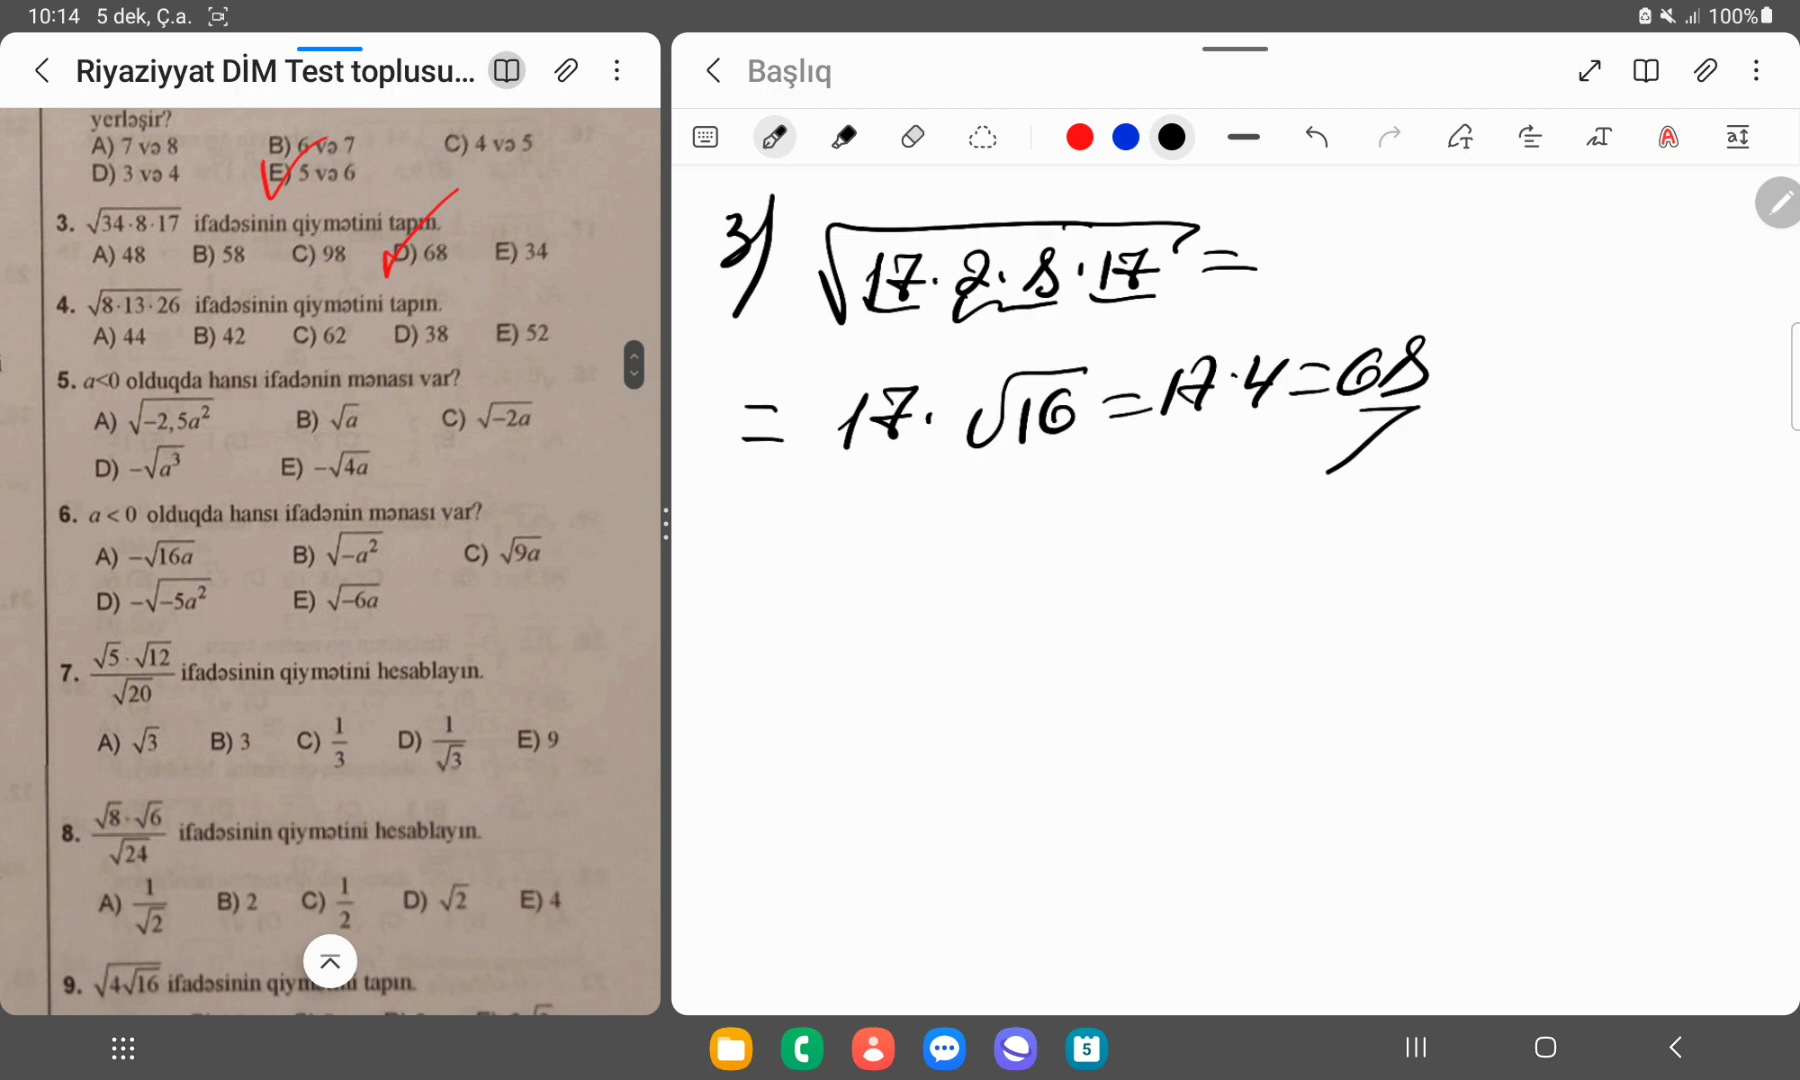 10:14 5 dek, Ç.a. 100%
Riyaziyyat DİM Test toplusu...
yerləşir?
A) 7 və 8 B) 6 və 7 C) 4 və 5
D) 3 və 4 E) 5 və 6
3. √34·8·17 ifadəsinin qiymətini tapın.
A) 48 B) 58 C) 98 D) 68 E) 34
4. √8·13·26 ifadəsinin qiymətini tapın.
A) 44 B) 42 C) 62 D) 38 E) 52
5. a<0 olduqda hansı ifadənin mənası var?
A) √−2,5a² B) √a C) √−2a
D) −√a³ E) −√4a
6. a < 0 olduqda hansı ifadənin mənası var?
A) −√16a B) √−a² C) √9a
D) −√−5a² E) √−6a
7. √5·√12/√20 ifadəsinin qiymətini hesablayın.
A) √3 B) 3 C) 1/3 D) 1/√3 E) 9
8. √8·√6/√24 ifadəsinin qiymətini hesablayın.
A) 1/√2 B) 2 C) 1/2 D) √2 E) 4
9. √4√16 ifadəsinin tapın.
Başlıq
3) √17·2·8·17 =
= 17·√16 = 17·4 = 68
5